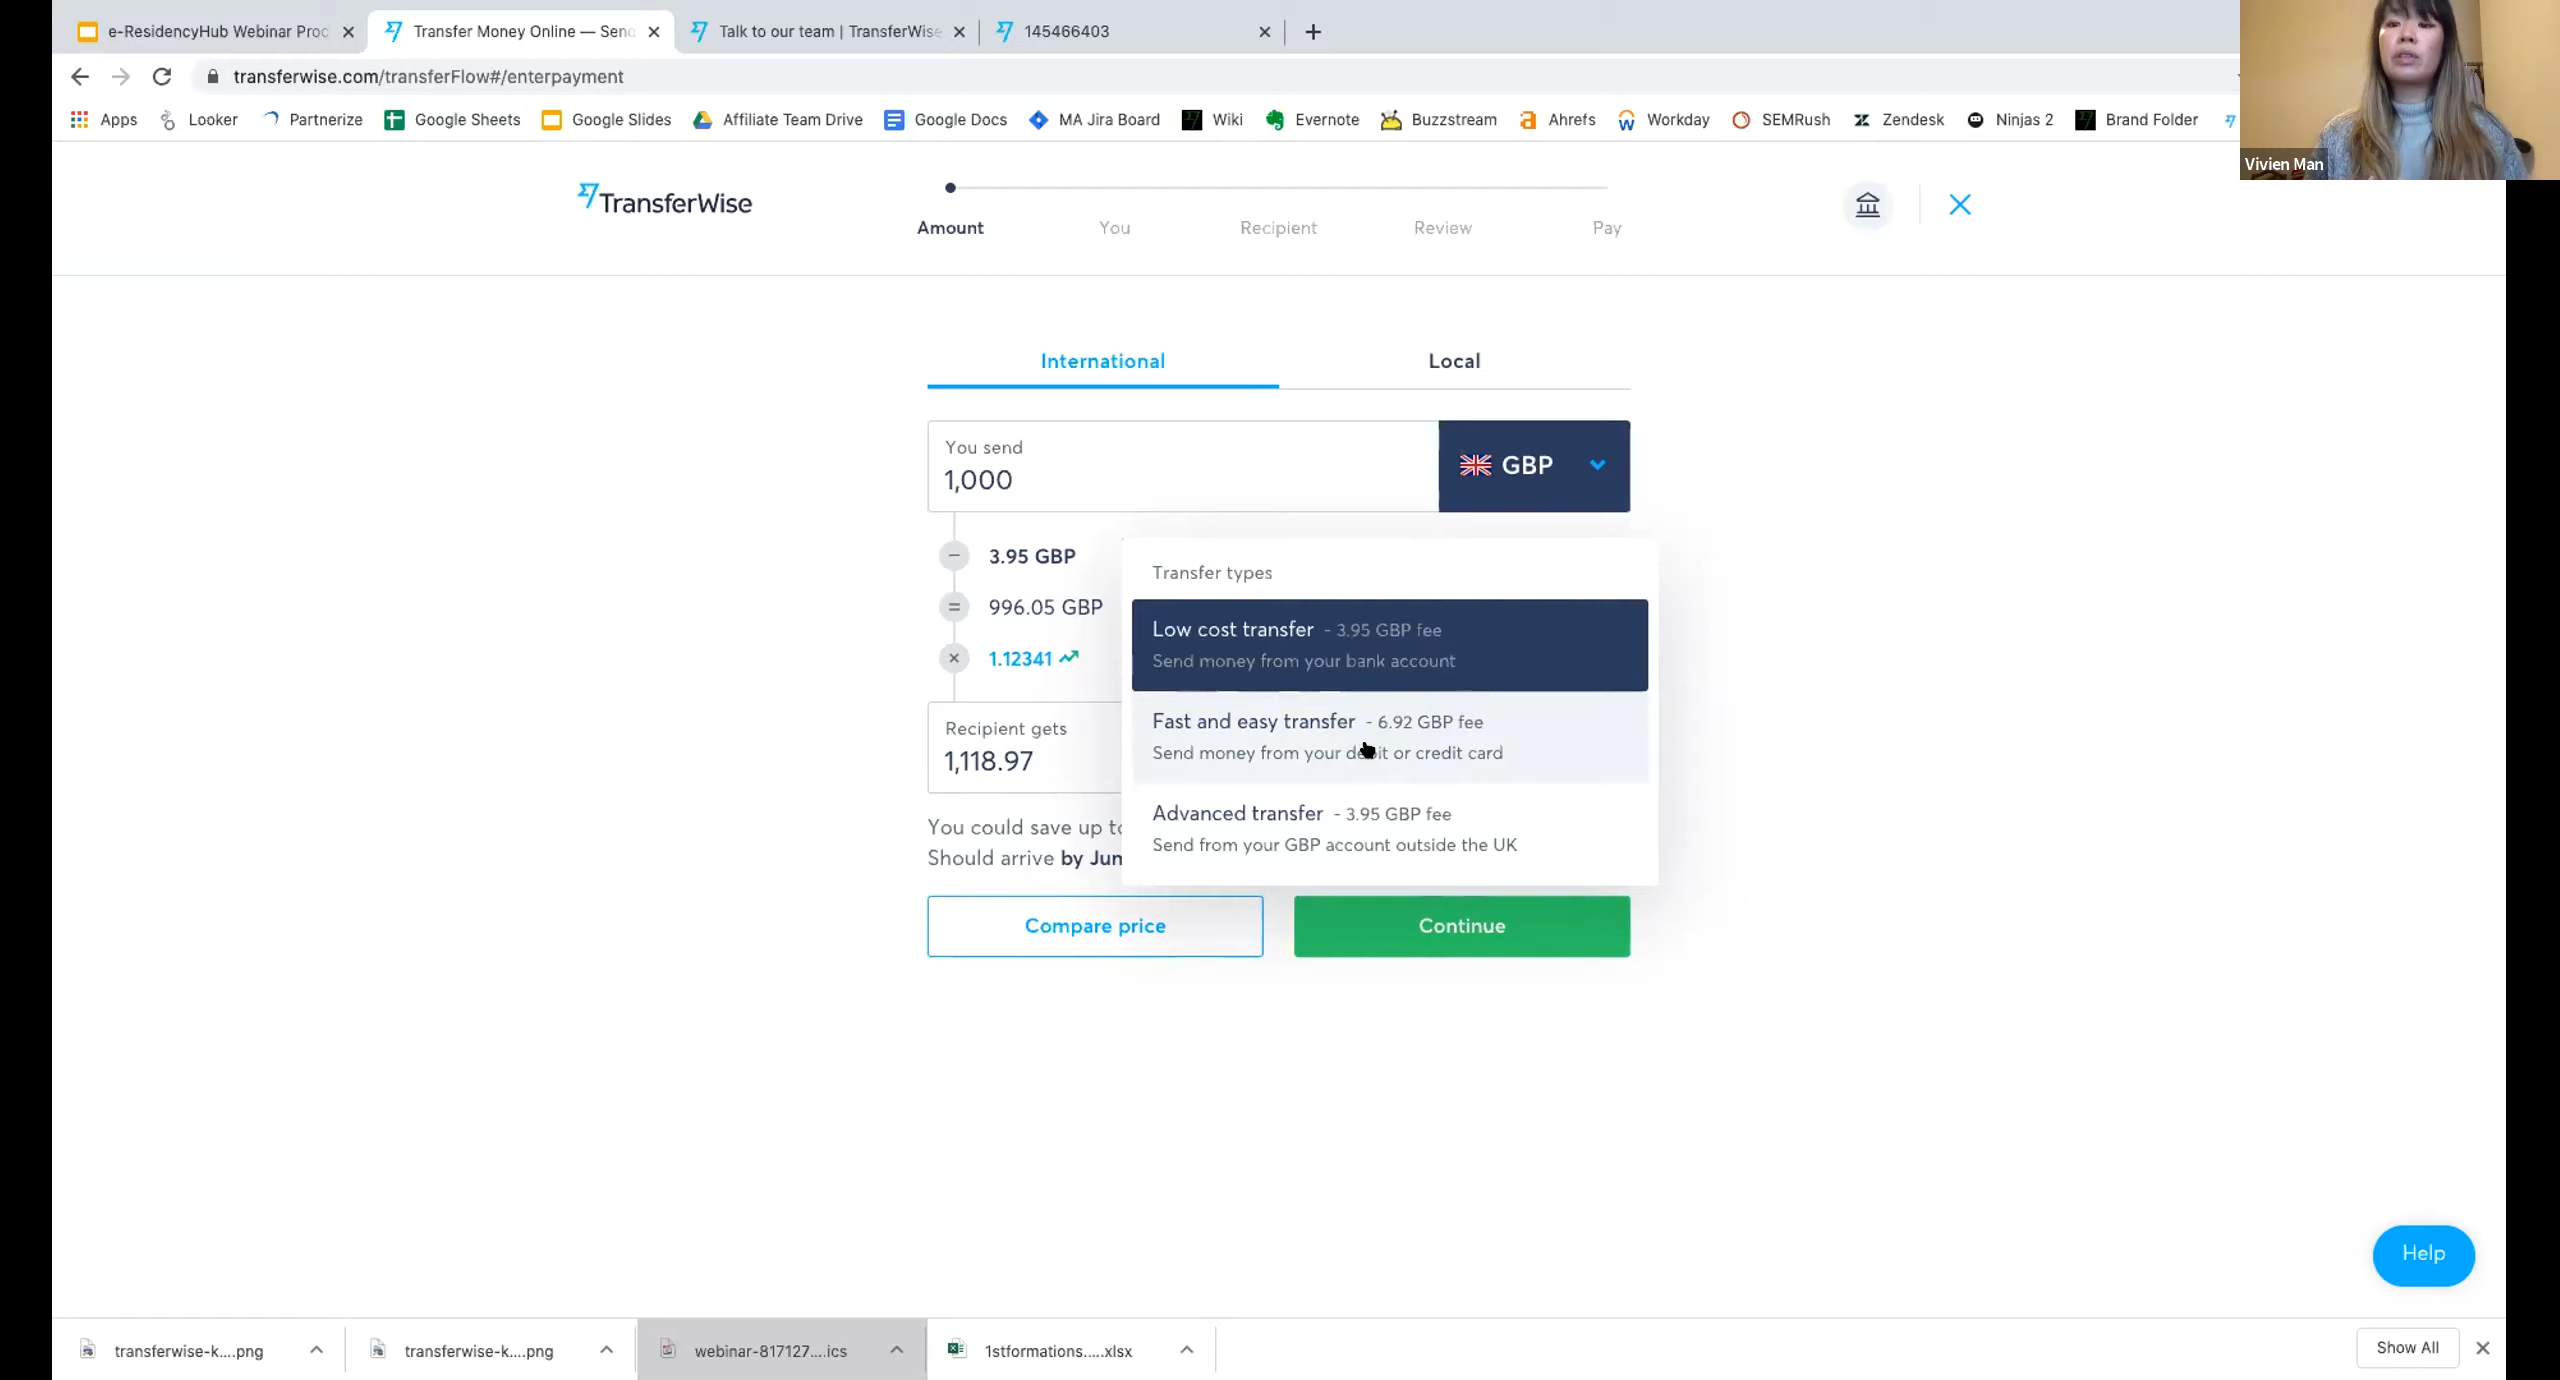 e-ResidencyHub Webinar Proc
Transfer Money Online — Send
Talk to our team | TransferWise
145466403
transferwise.com/transferFlow#/enterpayment
Apps Looker Partnerize Google Sheets Google Slides Affiliate Team Drive Google Docs MA Jira Board Wiki Evernote Buzzstream Ahrefs Workday SEMRush Zendesk Ninjas 2 Brand Folder
Vivien Man
TransferWise
Amount You Recipient Review Pay
International Local
You send
1,000
GBP
3.95 GBP
996.05 GBP
1.12341
Transfer types
Low cost transfer - 3.95 GBP fee
Send money from your bank account
Fast and easy transfer - 6.92 GBP fee
Send money from your debit or credit card
Advanced transfer - 3.95 GBP fee
Send from your GBP account outside the UK
Recipient gets
1,118.97
You could save up to
Should arrive by Jun
Compare price Continue
Help
transferwise-k....png
transferwise-k....png
webinar-817127....ics
1stformations.....xlsx
Show All